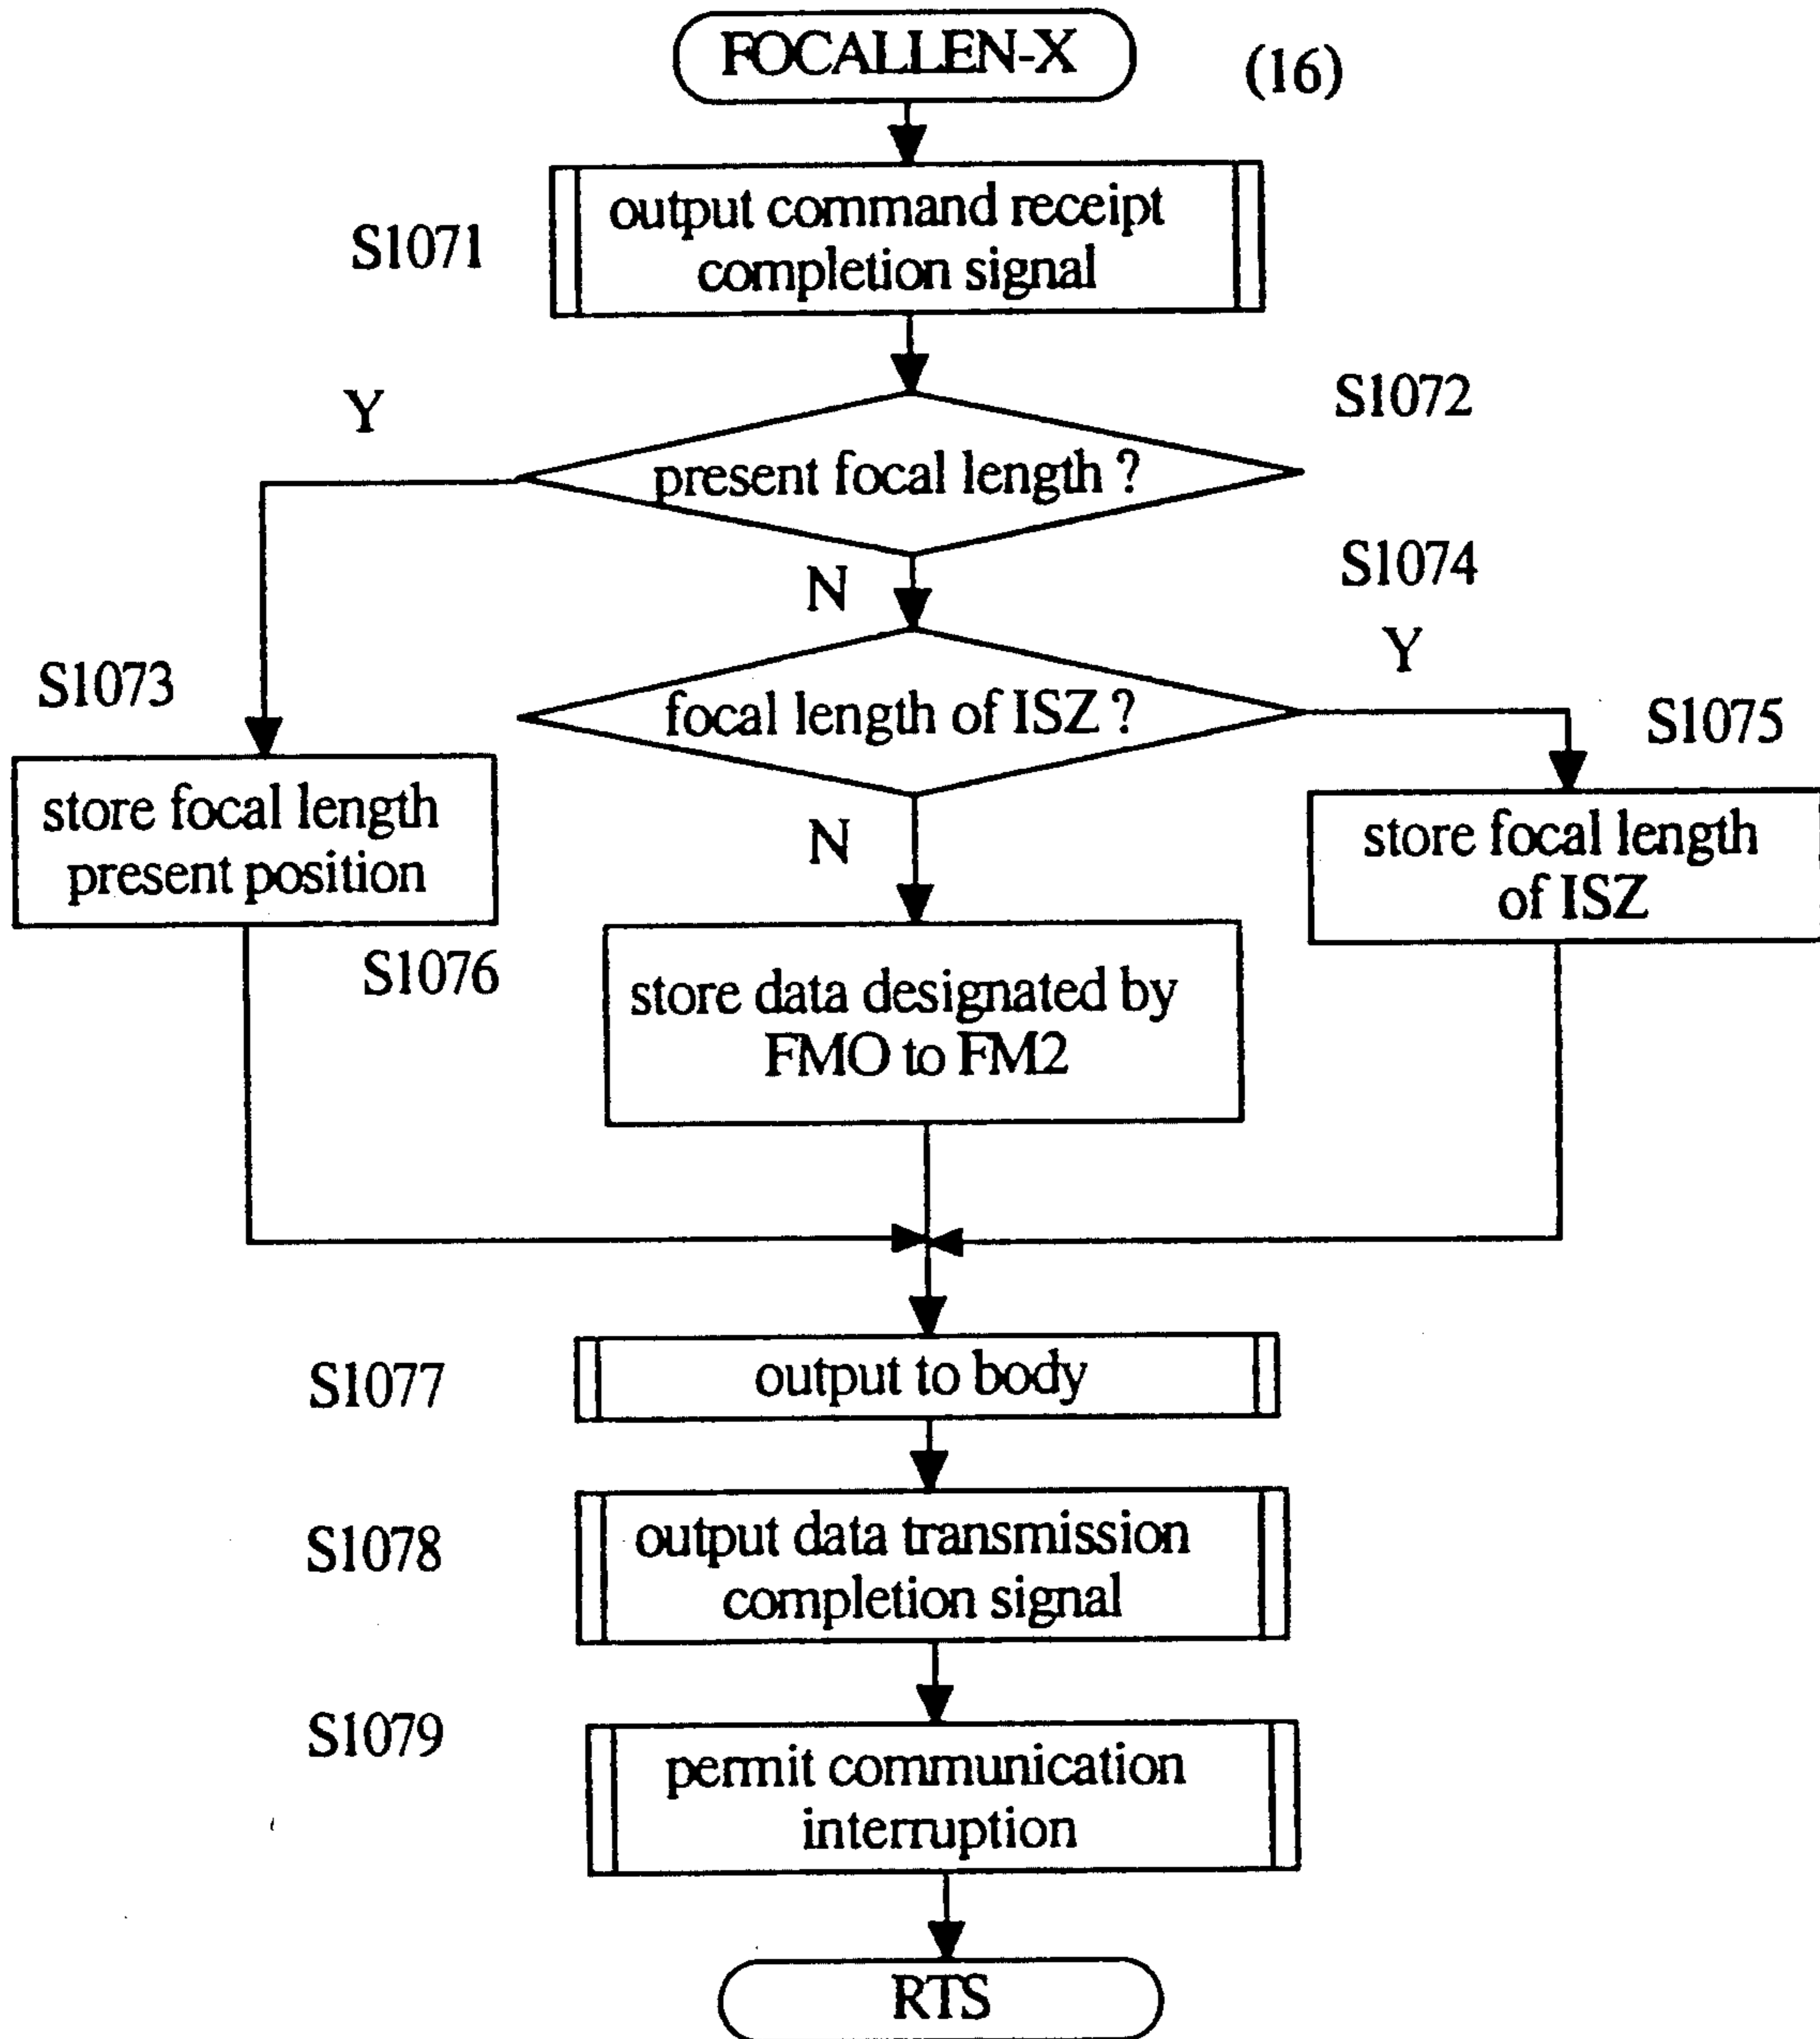 FOCALLEN-X
(16)
S1071
output command receipt
completion signal
S1072
Y
present focal length ?
N
S1074
Y
S1073
focal length of ISZ ?
S1075
store focal length
present position
N
store focal length
of ISZ
S1076
store data designated by
FMO to FM2
S1077
output to body
S1078
output data transmission
completion signal
S1079
permit communication
interruption
RTS